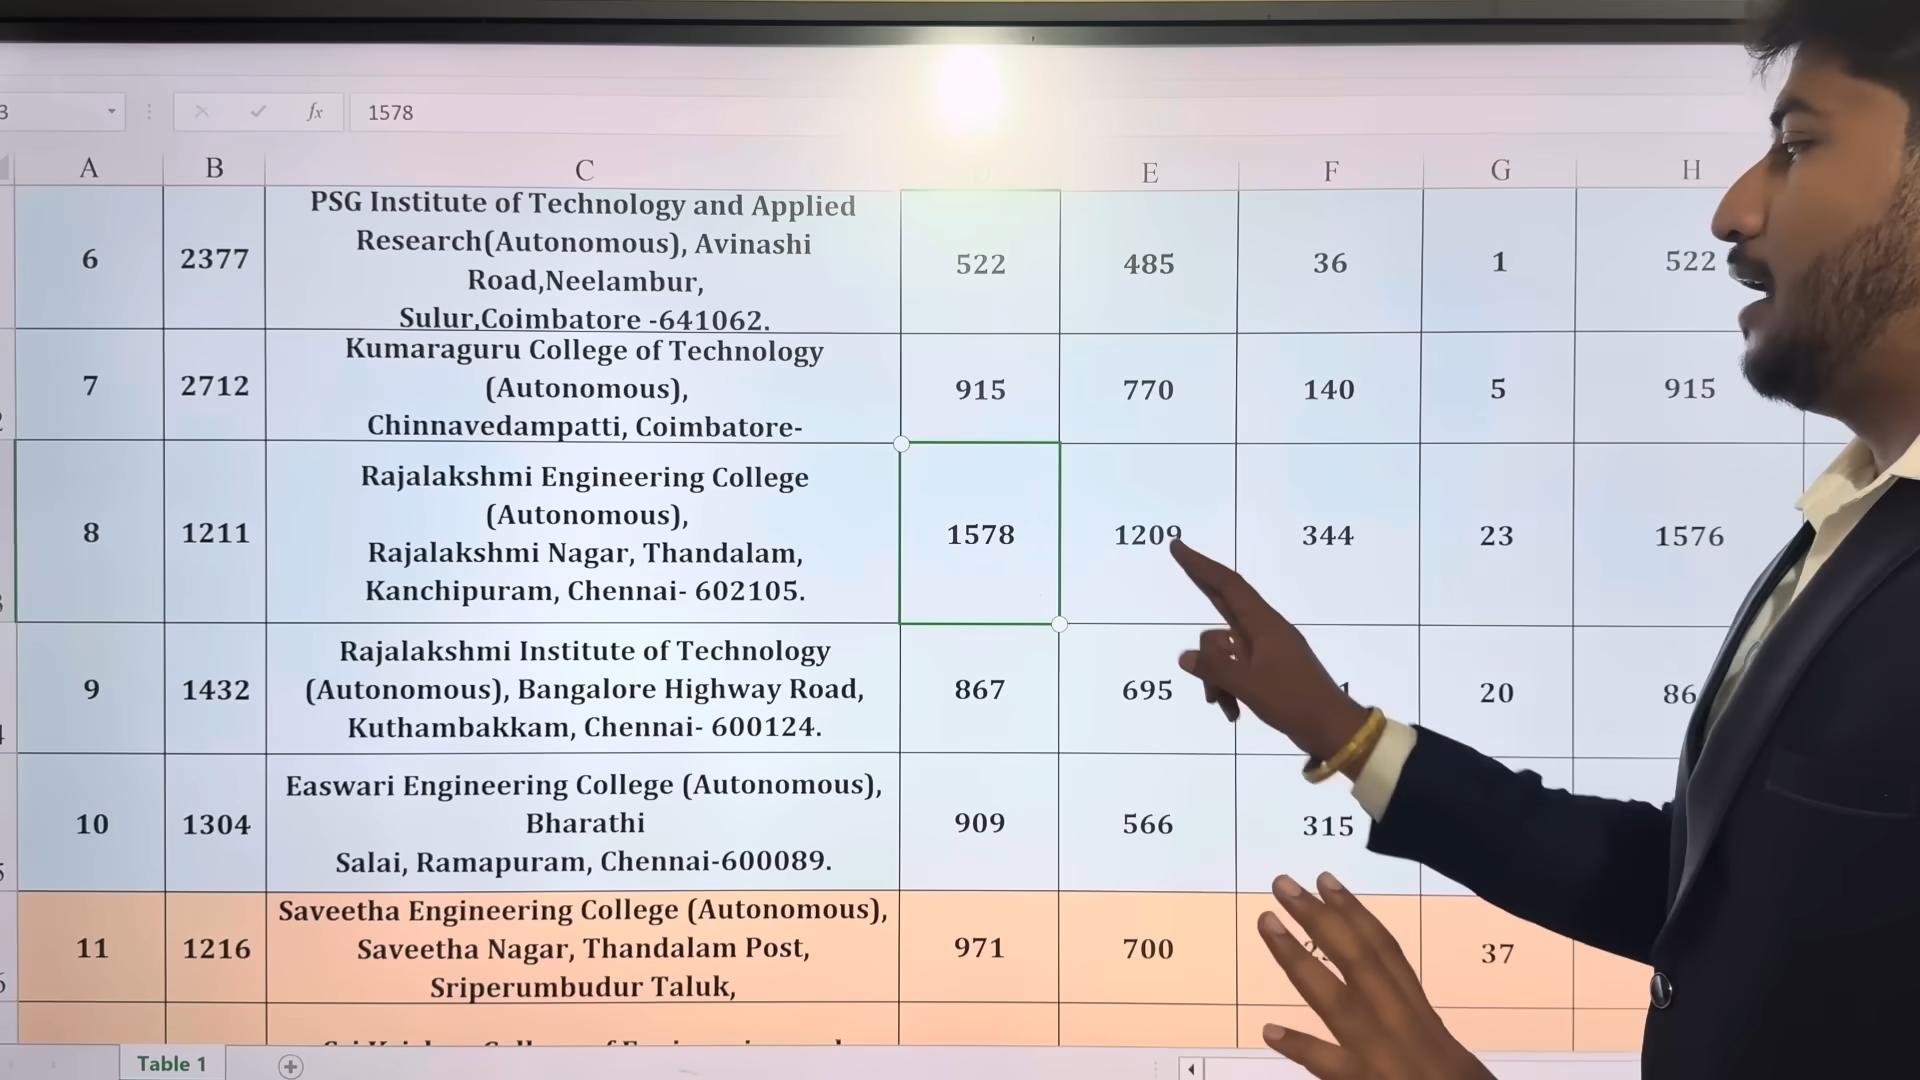 3
fx
1578
A B C E F G H
6 2377 PSG Institute of Technology and Applied
Research(Autonomous), Avinashi
Road,Neelambur,
Sulur,Coimbatore -641062.
522 485 36 1 522
7 2712 Kumaraguru College of Technology
(Autonomous),
Chinnavedampatti, Coimbatore-
915 770 140 5 915
8 1211 Rajalakshmi Engineering College
(Autonomous),
Rajalakshmi Nagar, Thandalam,
Kanchipuram, Chennai- 602105.
1578 1209 344 23 1576
9 1432 Rajalakshmi Institute of Technology
(Autonomous), Bangalore Highway Road,
Kuthambakkam, Chennai- 600124.
867 695 20
10 1304 Easwari Engineering College (Autonomous),
Bharathi
Salai, Ramapuram, Chennai-600089.
909 566 315
11 1216 Saveetha Engineering College (Autonomous),
Saveetha Nagar, Thandalam Post,
Sriperumbudur Taluk,
971 700 37
Table 1